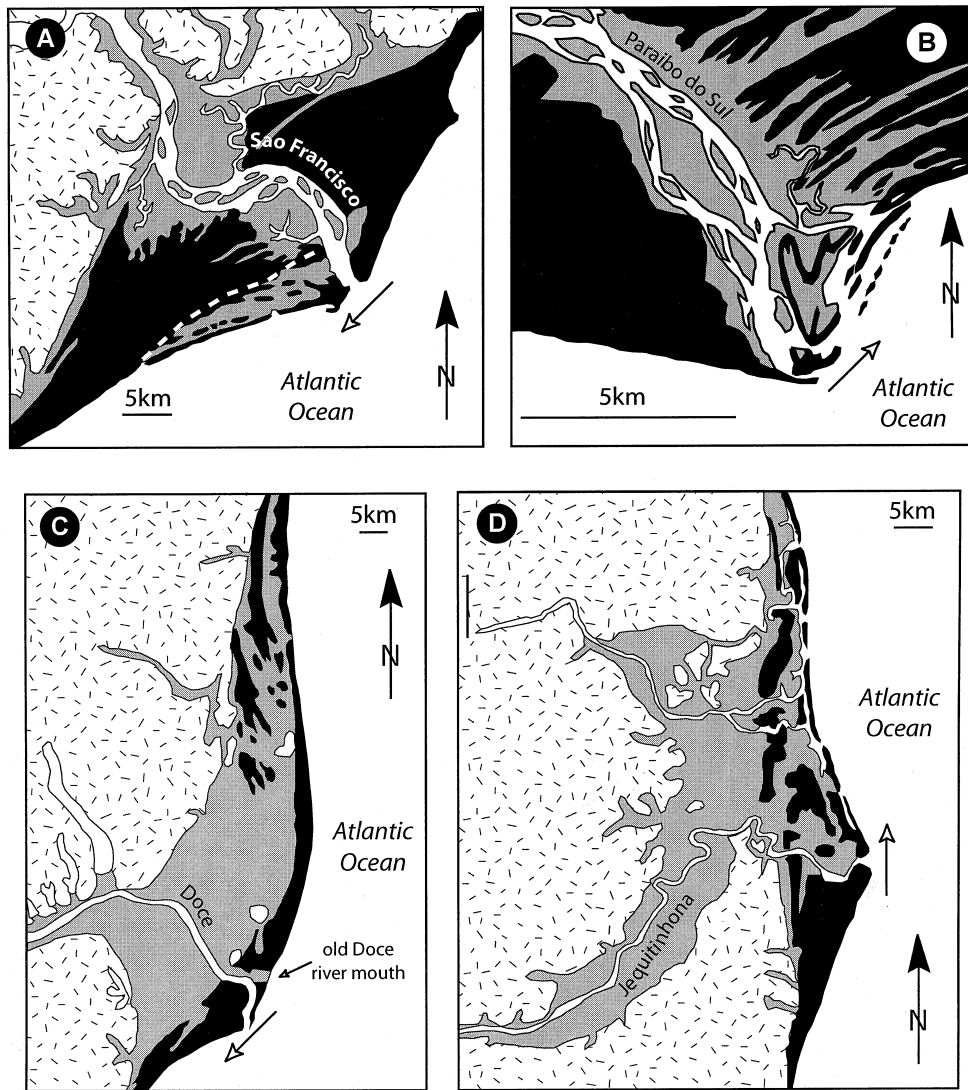 A
São Francisco
5km
Atlantic
Ocean
N
B
Paraibo do Sul
5km
Atlantic
Ocean
N
C
5km
N
Atlantic
Ocean
Doce
old Doce
river mouth
D
5km
Atlantic
Ocean
Jequitinhona
N